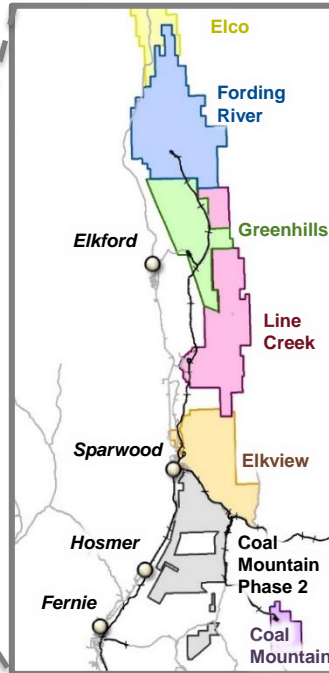 Elco
Fording
River
Greenhills
Elkford
Line
Creek
Sparwood
Elkview
Hosmer
Coal
Mountain
Phase 2
Fernie
Coal
Mountain